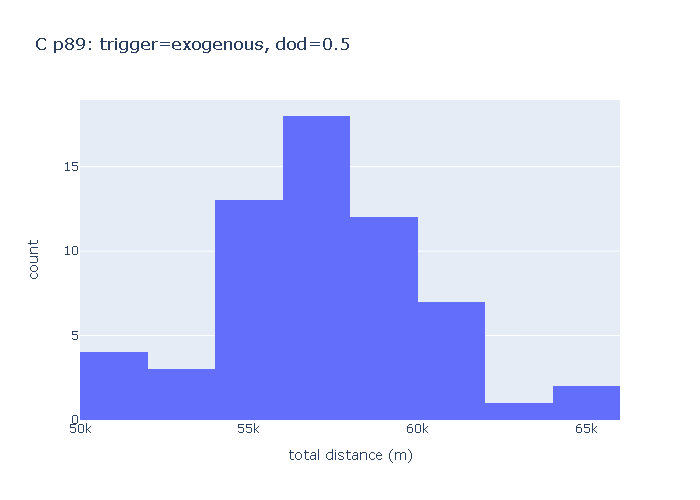 C p89: trigger=exogenous, dod=0.5
15
10
5
0
count
50k
55k
60k
65k
total distance (m)